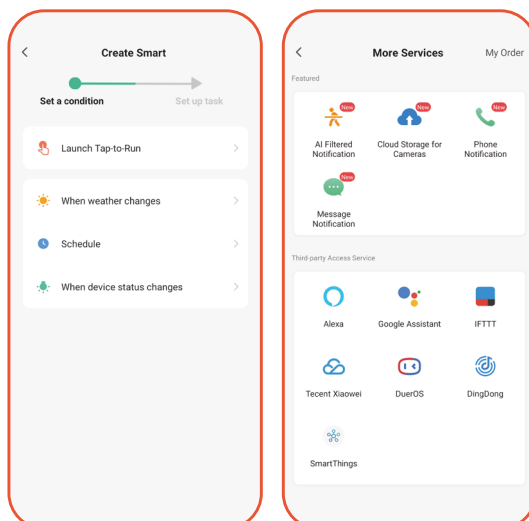 Create Smart
Set a condition
Set up task
Launch Tap-to-Run
When weather changes
Schedule
When device status changes
More Services
My Order
Featured
New
New
New
AI Filtered
Notification
Cloud Storage for
Cameras
Phone
Notification
New
Message
Notification
Third-party Access Service
Alexa
Google Assistant
IFTTT
Tecent Xiaowei
DuerOS
DingDong
SmartThings